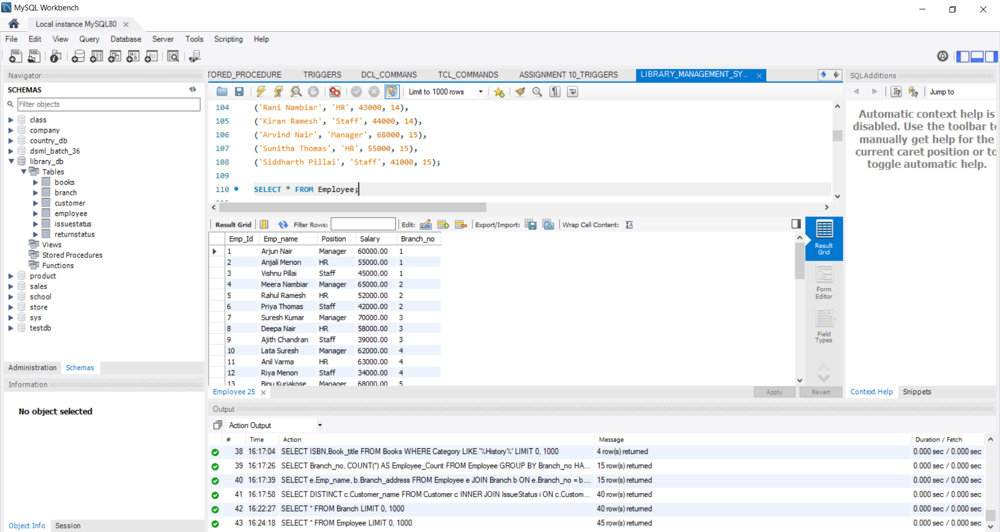 MySQL Workbench
Local instance MySQL80
File Edit View Query Database Server Tools Scripting Help
Navigator
SCHEMAS
Filter objects
class
company
country_db
dsml_batch_36
library_db
Tables
books
branch
customer
employee
issuestatus
returnstatus
Views
Stored Procedures
Functions
product
sales
school
store
sys
testdb
Administration Schemas
Information
No object selected
Object Info Session
TORED_PROCEDURE TRIGGERS DCL_COMMANS TCL_COMMANDS ASSIGNMENT 10_TRIGGERS LIBRARY_MANAGEMENT_SY...
Limit to 1000 rows
104 ('Rani Nambiar', 'HR', 43000, 14),
105 ('Kiran Ramesh', 'Staff', 44000, 14),
106 ('Arvind Nair', 'Manager', 68000, 15),
107 ('Sunitha Thomas', 'HR', 55000, 15),
108 ('Siddharth Pillai', 'Staff', 41000, 15);
109
110 SELECT * FROM Employee;
Result Grid Filter Rows: Edit: Export/Import: Wrap Cell Content:
Emp_Id Emp_name Position Salary Branch_no
1 Arjun Nair Manager 60000.00 1
2 Anjali Menon HR 55000.00 1
3 Vishnu Pillai Staff 45000.00 1
4 Meera Nambiar Manager 65000.00 2
5 Rahul Ramesh HR 52000.00 2
6 Priya Thomas Staff 42000.00 2
7 Suresh Kumar Manager 70000.00 3
8 Deepa Nair HR 58000.00 3
9 Ajith Chandran Staff 39000.00 3
10 Lata Suresh Manager 62000.00 4
11 Anil Varma HR 63000.00 4
12 Riya Menon Staff 34000.00 4
13 Binu Kuriakose Manager 68000.00 5
Result Grid
Form Editor
Field Types
Employee 25
Apply Revert
SQLAdditions
Jump to
Automatic context help is
disabled. Use the toolbar to
manually get help for the
current caret position or to
toggle automatic help.
Context Help Snippets
Output
Action Output
# Time Action Message Duration / Fetch
38 16:17:04 SELECT ISBN,Book_title FROM Books WHERE Category LIKE "%History%" LIMIT 0, 1000 4 row(s) returned 0.000 sec / 0.000 sec
39 16:17:26 SELECT Branch_no, COUNT(*) AS Employee_Count FROM Employee GROUP BY Branch_no HA... 15 row(s) returned 0.000 sec / 0.000 sec
40 16:17:39 SELECT e.Emp_name, b.Branch_address FROM Employee e JOIN Branch b ON e.Branch_no = b.... 15 row(s) returned 0.000 sec / 0.000 sec
41 16:17:58 SELECT DISTINCT c.Customer_name FROM Customer c INNER JOIN IssueStatus i ON c.Custom... 40 row(s) returned 0.000 sec / 0.000 sec
42 16:22:27 SELECT * FROM Branch LIMIT 0, 1000 40 row(s) returned 0.000 sec / 0.000 sec
43 16:24:18 SELECT * FROM Employee LIMIT 0, 1000 45 row(s) returned 0.000 sec / 0.000 sec